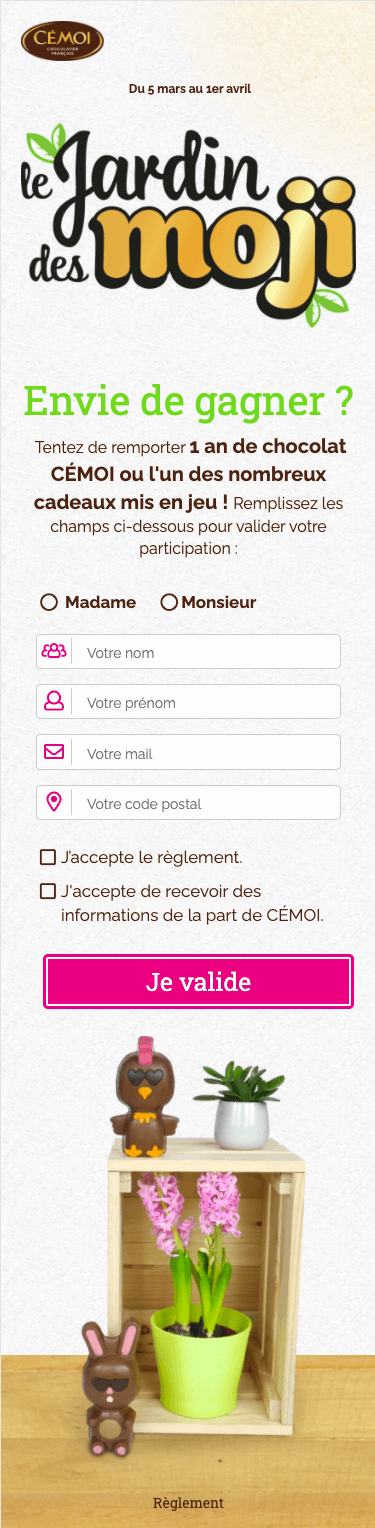 CÉMOI
CHOCOLATIER
FRANÇAIS
Du 5 mars au 1er avril
le Jardin
des moji
Envie de gagner ?
Tentez de remporter 1 an de chocolat
CÉMOI ou l'un des nombreux
cadeaux mis en jeu ! Remplissez les
champs ci-dessous pour valider votre
participation :
Madame Monsieur
Votre nom
Votre prénom
Votre mail
Votre code postal
J'accepte le règlement.
J'accepte de recevoir des
informations de la part de CÉMOI.
Je valide
Règlement